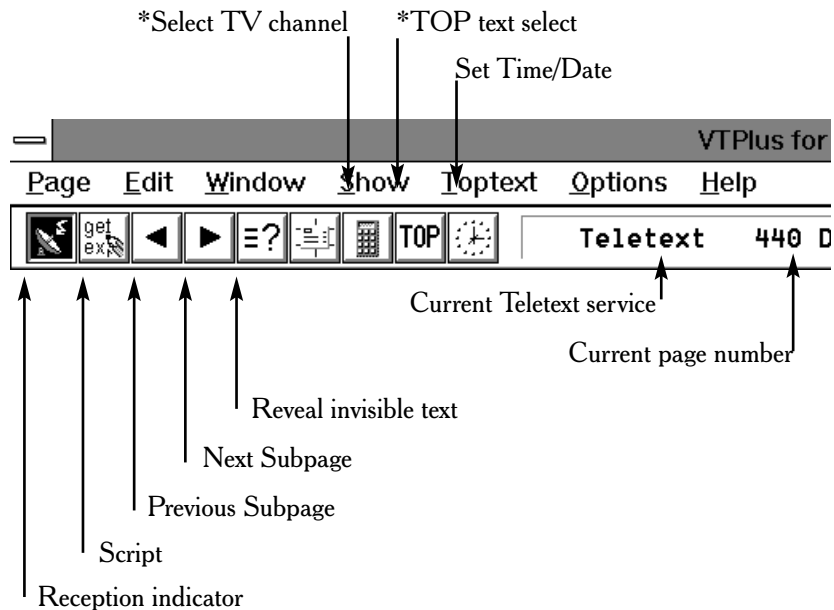 *Select TV channel *TOP text select
Set Time/Date
VTPlus for
Page Edit Window Show Toptext Options Help
get
ex
≡? TOP Teletext 440 D
Current Teletext service
Current page number
Reveal invisible text
Next Subpage
Previous Subpage
Script
Reception indicator